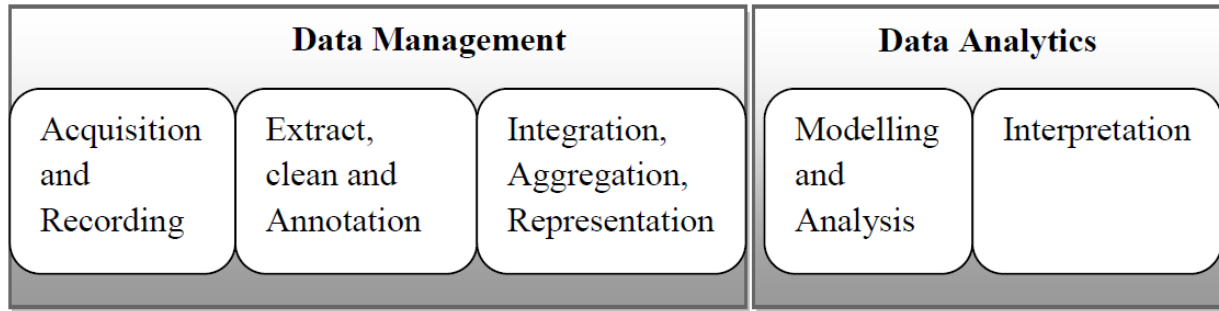 Data Management
Acquisition
and
Recording
Extract,
clean and
Annotation
Integration,
Aggregation,
Representation
Data Analytics
Modelling
and
Analysis
Interpretation